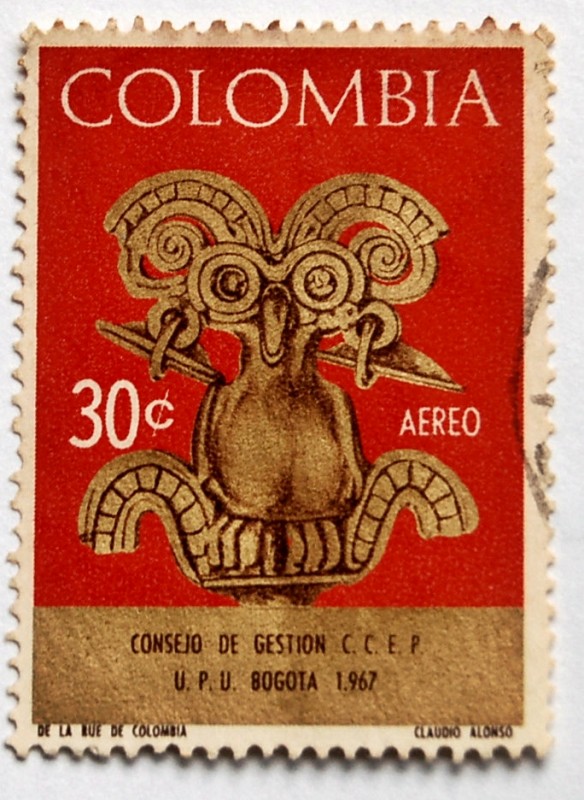 COLOMBIA
30¢
AEREO
CONSEJO DE GESTION C. C. E. P.
U. P. U. BOGOTA 1.967
DE LA RUE DE COLOMBIA
CLAUDIO ALONSO